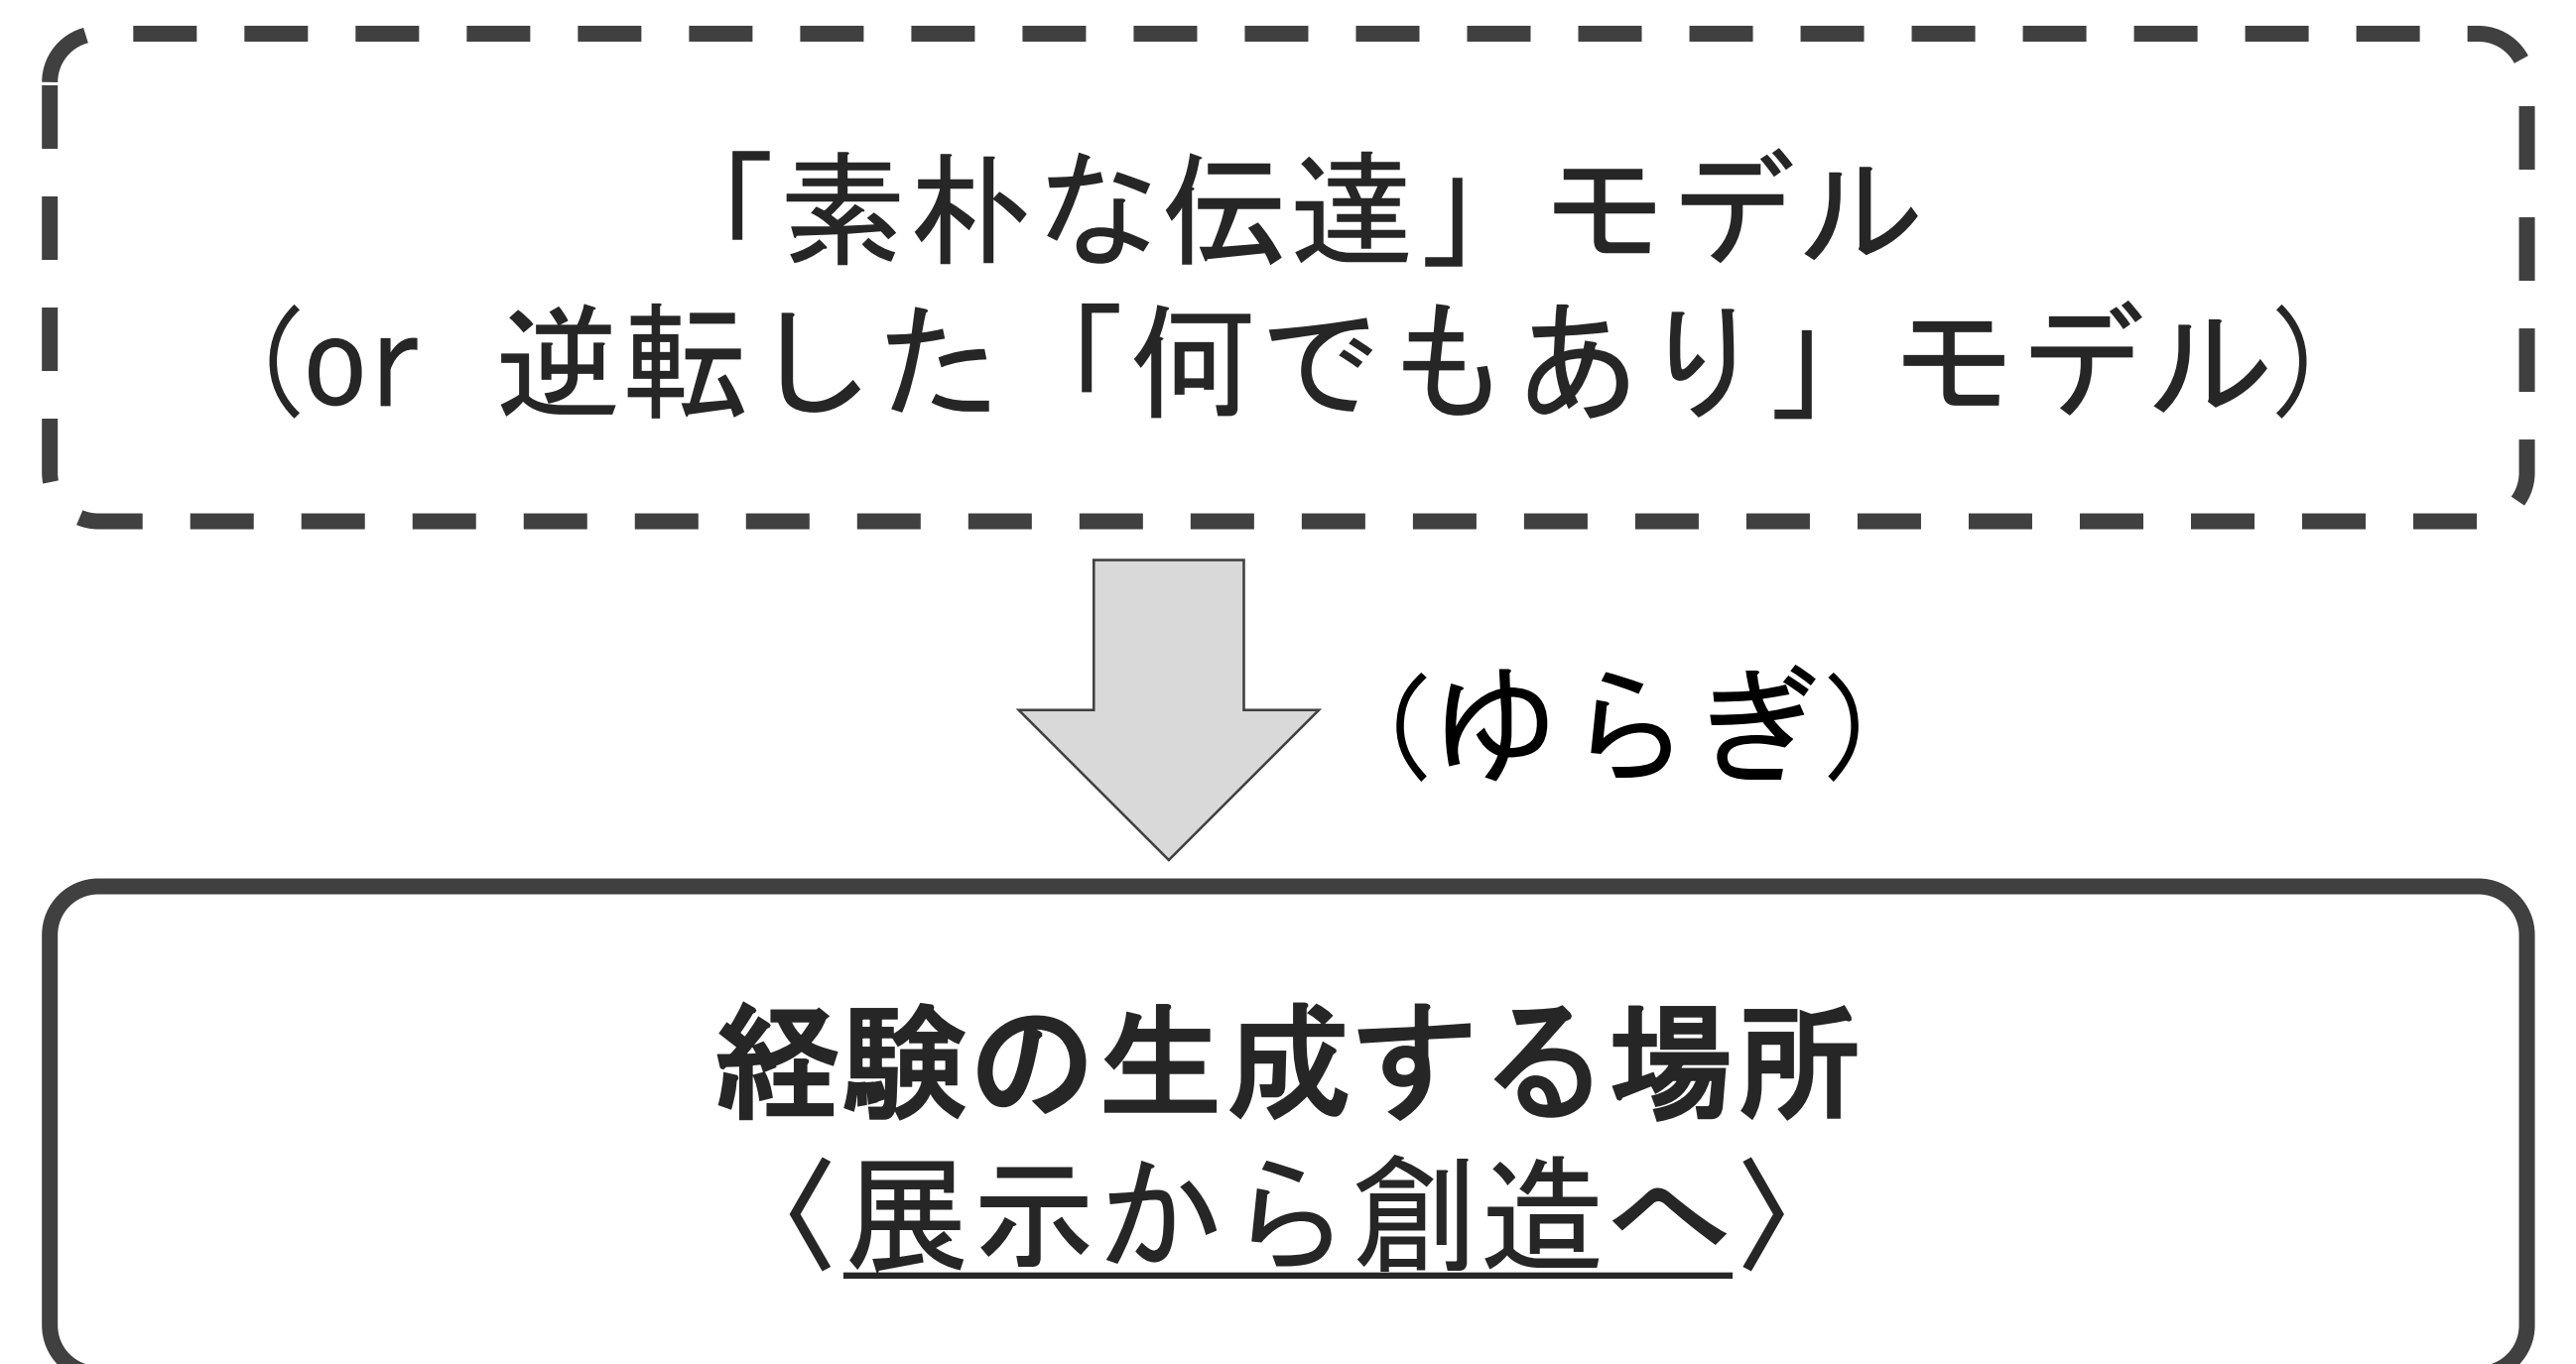 「素朴な伝達」モデル
(or 逆転した「何でもあり」モデル)
(ゆらぎ)
経験の生成する場所
〈展示から創造へ〉